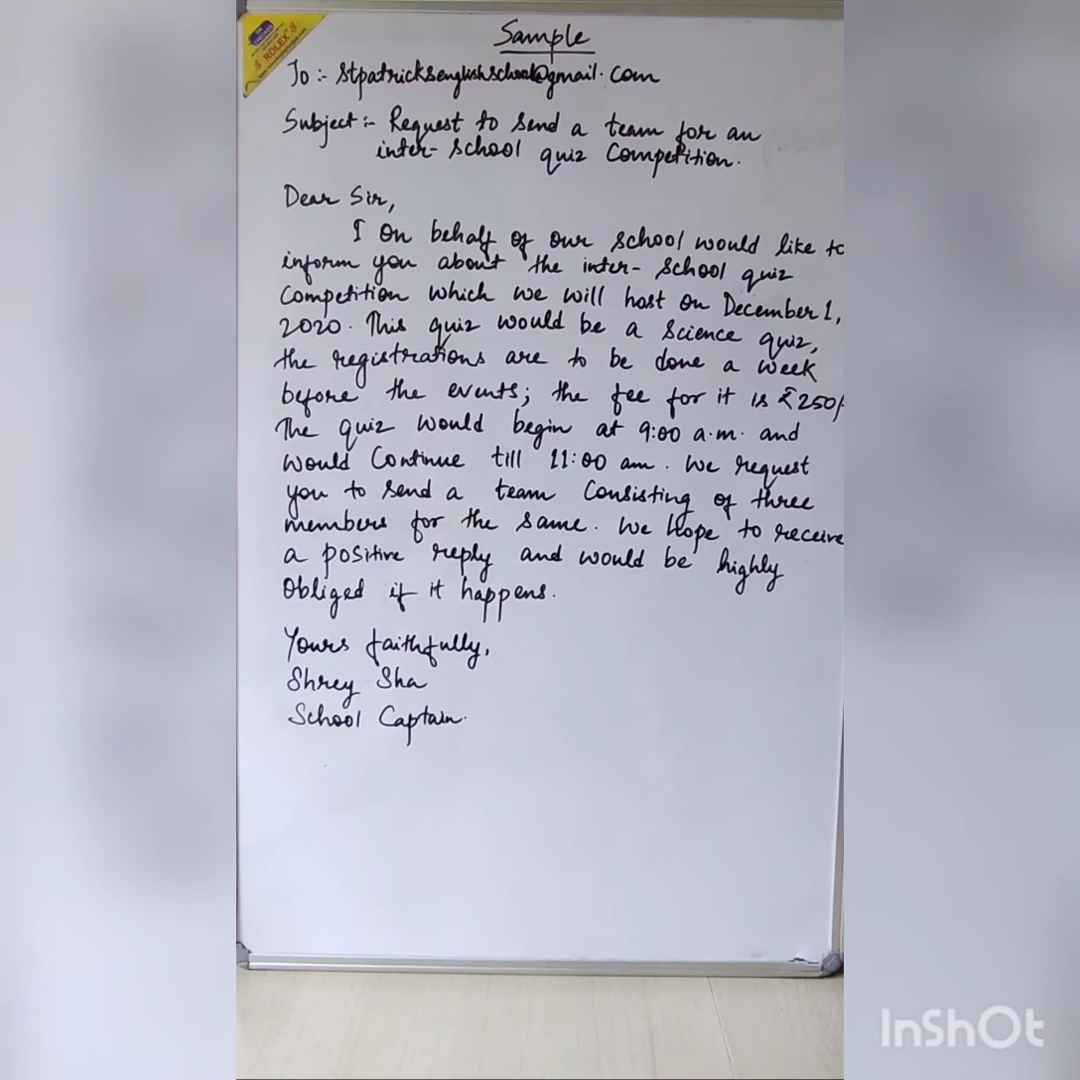 Sample
ROLEX
To :- stpatricksenglishschool@gmail.com
Subject :- Request to send a team for an
inter-school quiz competition.
Dear Sir,
I on behalf of our school would like to
inform you about the inter-school quiz
competition which we will host on December 1,
2020. This quiz would be a science quiz,
the registrations are to be done a week
before the events; the fee for it is ₹250/-
The quiz would begin at 9:00 a.m. and
would continue till 11:00 am. We request
you to send a team consisting of three
members for the same. We hope to receive
a positive reply and would be highly
obliged if it happens.
Yours faithfully,
Shrey Sha
School Captain.
InShOt